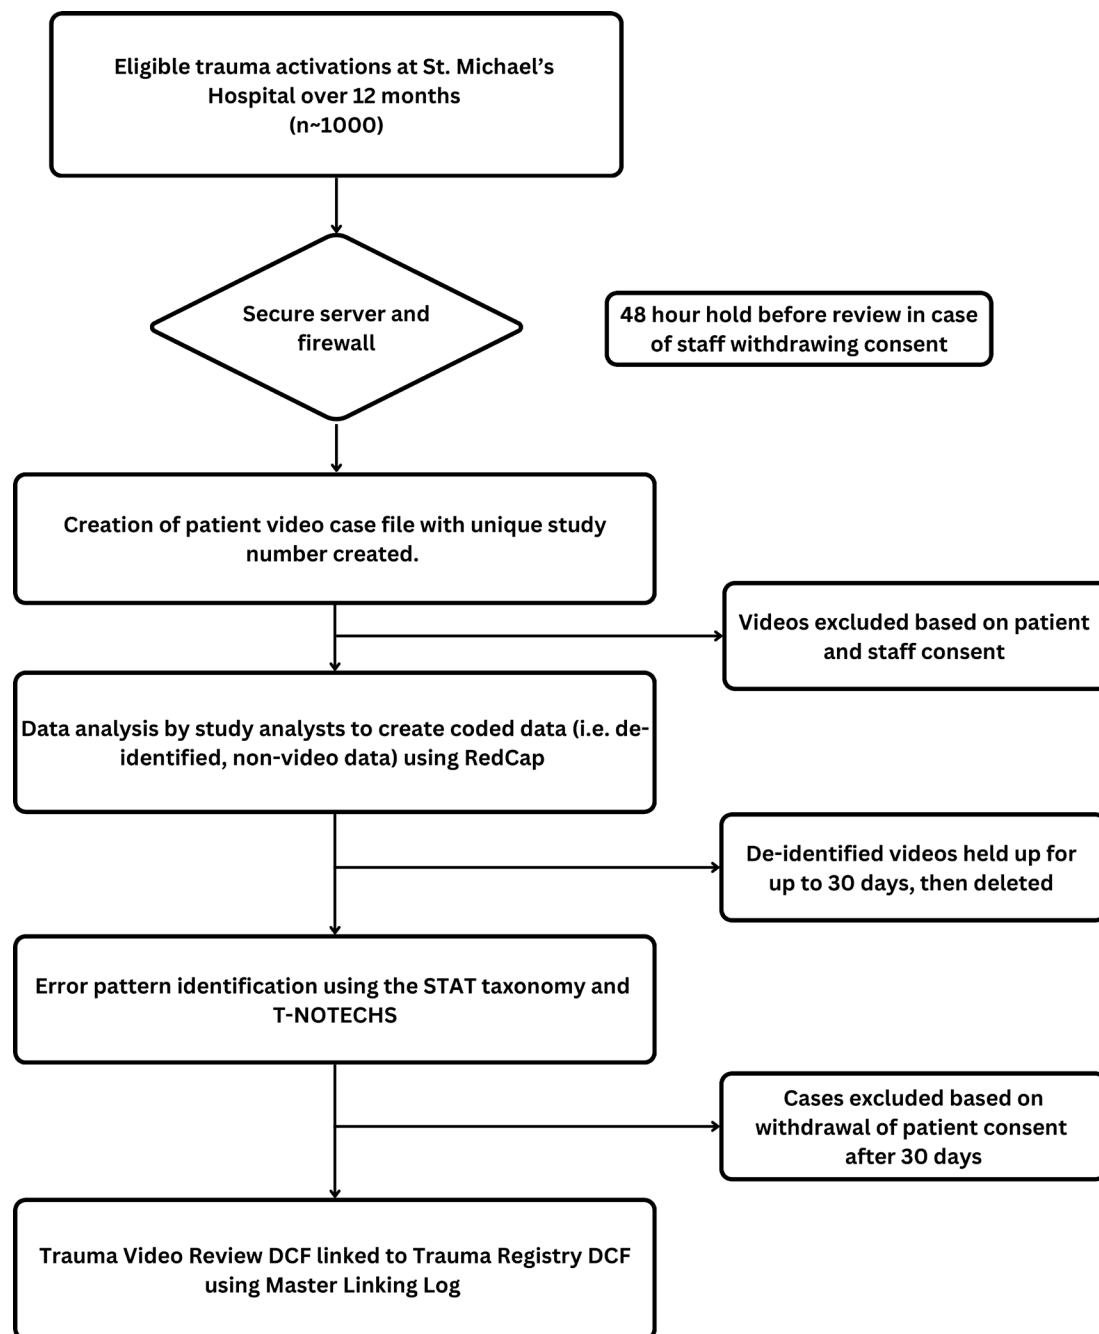 Eligible trauma activations at St. Michael's
Hospital over 12 months
(n~1000)
Secure server and
firewall
48 hour hold before review in case
of staff withdrawing consent
Creation of patient video case file with unique study
number created.
Videos excluded based on patient
and staff consent
Data analysis by study analysts to create coded data (i.e. de-
identified, non-video data) using RedCap
De-identified videos held up for
up to 30 days, then deleted
Error pattern identification using the STAT taxonomy and
T-NOTECHS
Cases excluded based on
withdrawal of patient consent
after 30 days
Trauma Video Review DCF linked to Trauma Registry DCF
using Master Linking Log